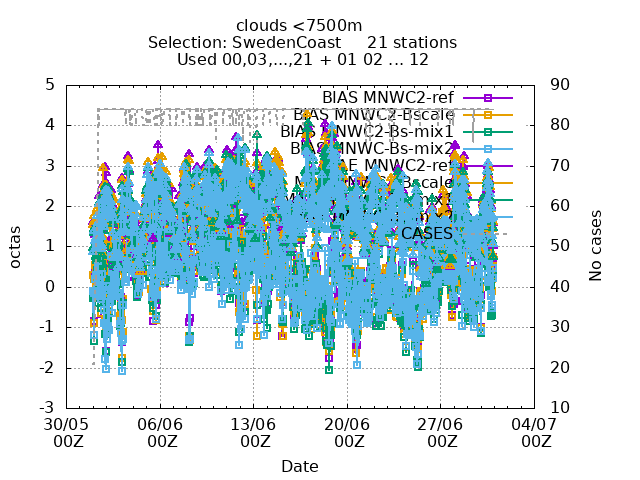 clouds <7500m
Selection: SwedenCoast 21 stations
Used 00,03,...,21 + 01 02 ... 12
5
4
3
2
1
0
-1
-2
-3
octas
90
80
70
60
50
40
30
20
10
No cases
BIAS MNWC2-ref
BIAS MNWC2-Bscale
BIAS MNWC2-Bs-mix1
BIAS MNWC-Bs-mix2
MNWC2-ref
CASES
30/05 00Z
06/06 00Z
13/06 00Z
20/06 00Z
27/06 00Z
04/07 00Z
Date